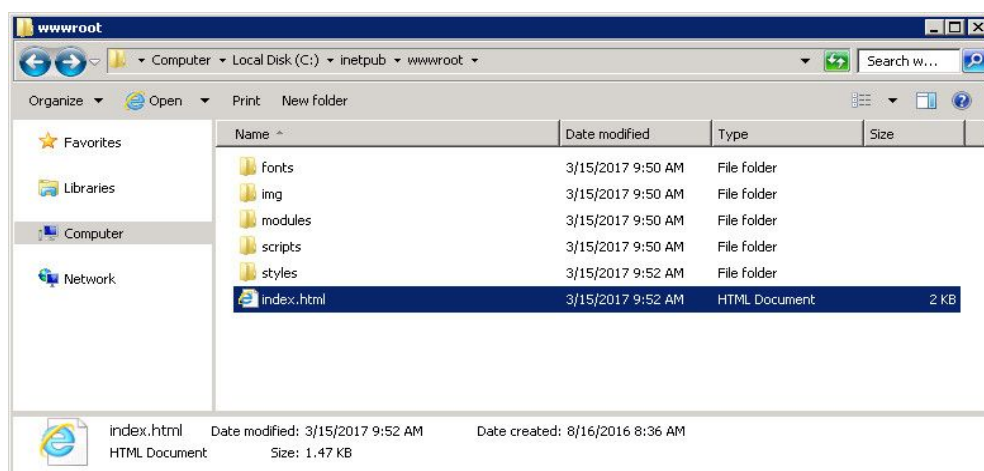 wwwroot
Computer Local Disk (C:) inetpub wwwroot Search w...
Organize Open Print New folder
Favorites
Libraries
Computer
Network
Name Date modified Type Size
fonts 3/15/2017 9:50 AM File folder
img 3/15/2017 9:50 AM File folder
modules 3/15/2017 9:50 AM File folder
scripts 3/15/2017 9:50 AM File folder
styles 3/15/2017 9:52 AM File folder
index.html 3/15/2017 9:52 AM HTML Document 2 KB
index.html Date modified: 3/15/2017 9:52 AM Date created: 8/16/2016 8:36 AM
HTML Document Size: 1.47 KB